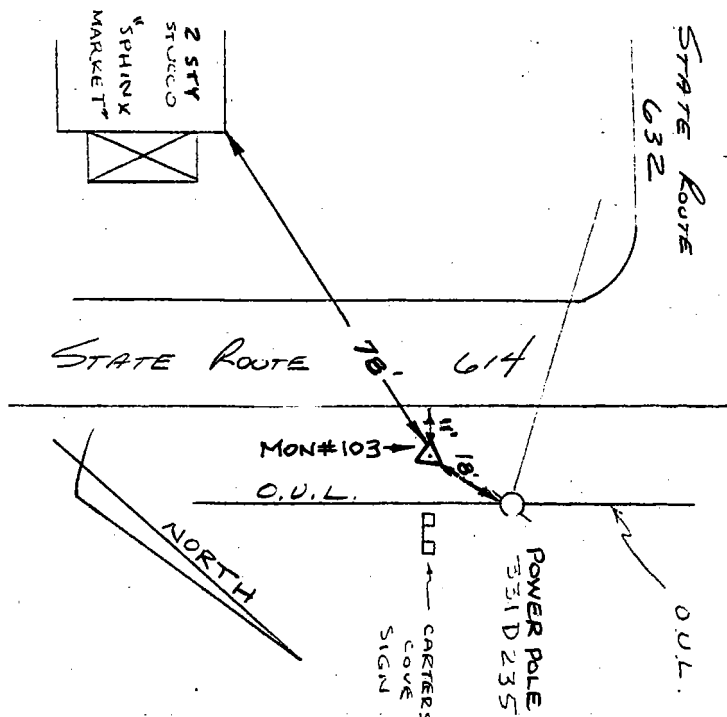 2 STY
STUCCO
"SPHINX
MARKET"
STATE ROUTE
632
78'
STATE ROUTE 614
11'
MON#103
18'
O.U.L.
NORTH
POWER POLE
331D235
CARTERS
COVE
SIGN
O.U.L.